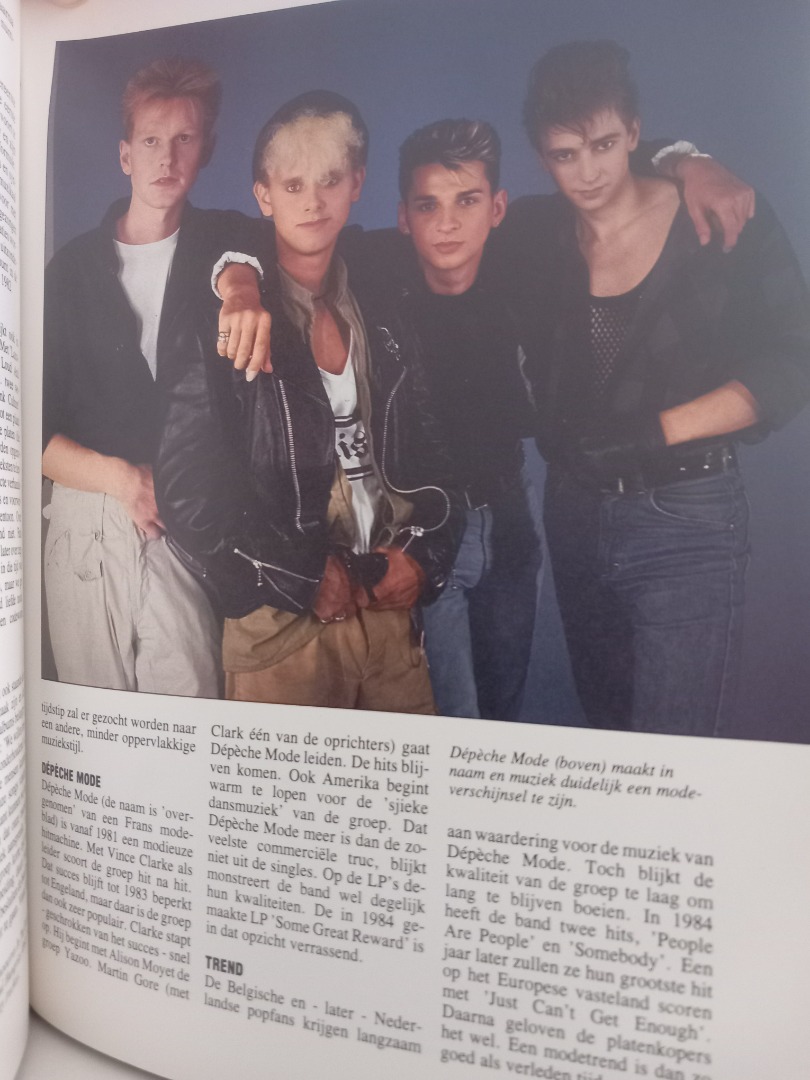 tijdstip zal er gezocht worden naar
een andere, minder oppervlakkige
muziekstijl.
DÉPÈCHE MODE
Dépèche Mode (de naam is 'over-
genomen' van een Frans mode-
blad) is vanaf 1981 een modieuze
hitmachine. Met Vince Clarke als
leider scoort de groep hit na hit.
Dat succes blijft tot 1983 beperkt
tot Engeland, maar daar is de groep
dan ook zeer populair. Clarke stapt
- geschrokken van het succes - snel
op. Hij begint met Alison Moyet de
groep Yazoo. Martin Gore (met
Clark één van de oprichters) gaat
Dépèche Mode leiden. De hits blij-
ven komen. Ook Amerika begint
warm te lopen voor de 'sjieke
dansmuziek' van de groep. Dat
Dépèche Mode meer is dan de zo-
veelste commerciële truc, blijkt
niet uit de singles. Op de LP's de-
monstreert de band wel degelijk
hun kwaliteiten. De in 1984 ge-
maakte LP 'Some Great Reward' is
in dat opzicht verrassend.
TREND
De Belgische en - later - Neder-
landse popfans krijgen langzaam
Dépèche Mode (boven) maakt in
naam en muziek duidelijk een mode-
verschijnsel te zijn.
aan waardering voor de muziek van
Dépèche Mode. Toch blijkt de
kwaliteit van de groep te laag om
lang te blijven boeien. In 1984
heeft de band twee hits, 'People
Are People' en 'Somebody'. Een
jaar later zullen ze hun grootste hit
op het Europese vasteland scoren
met 'Just Can't Get Enough'.
Daarna geloven de platenkopers
het wel. Een modetrend is dan zo
goed als verleden